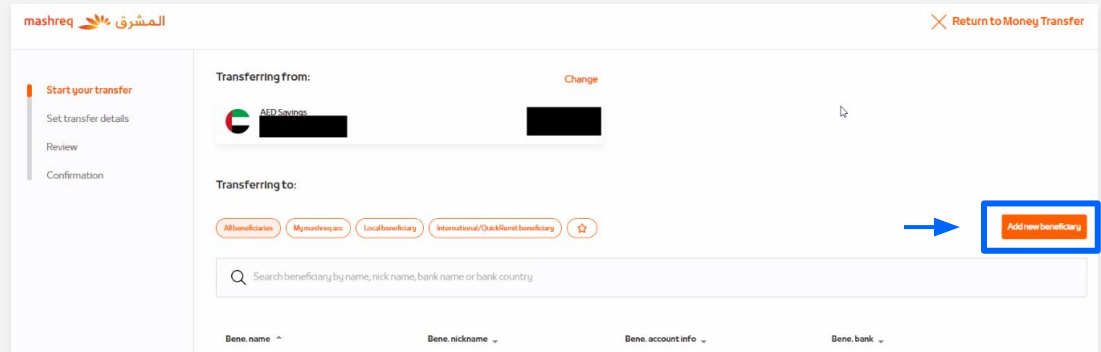 mashreq المشرق
Return to Money Transfer
Start your transfer
Set transfer details
Review
Confirmation
Transferring from:
Change
AED Savings
Transferring to:
All beneficiaries
My mashreq acc
Local beneficiary
International/QuickRemit beneficiary
Add new beneficiary
Search beneficiary by name, nick name, bank name or bank country
Bene. name Bene. nickname Bene. account info Bene. bank